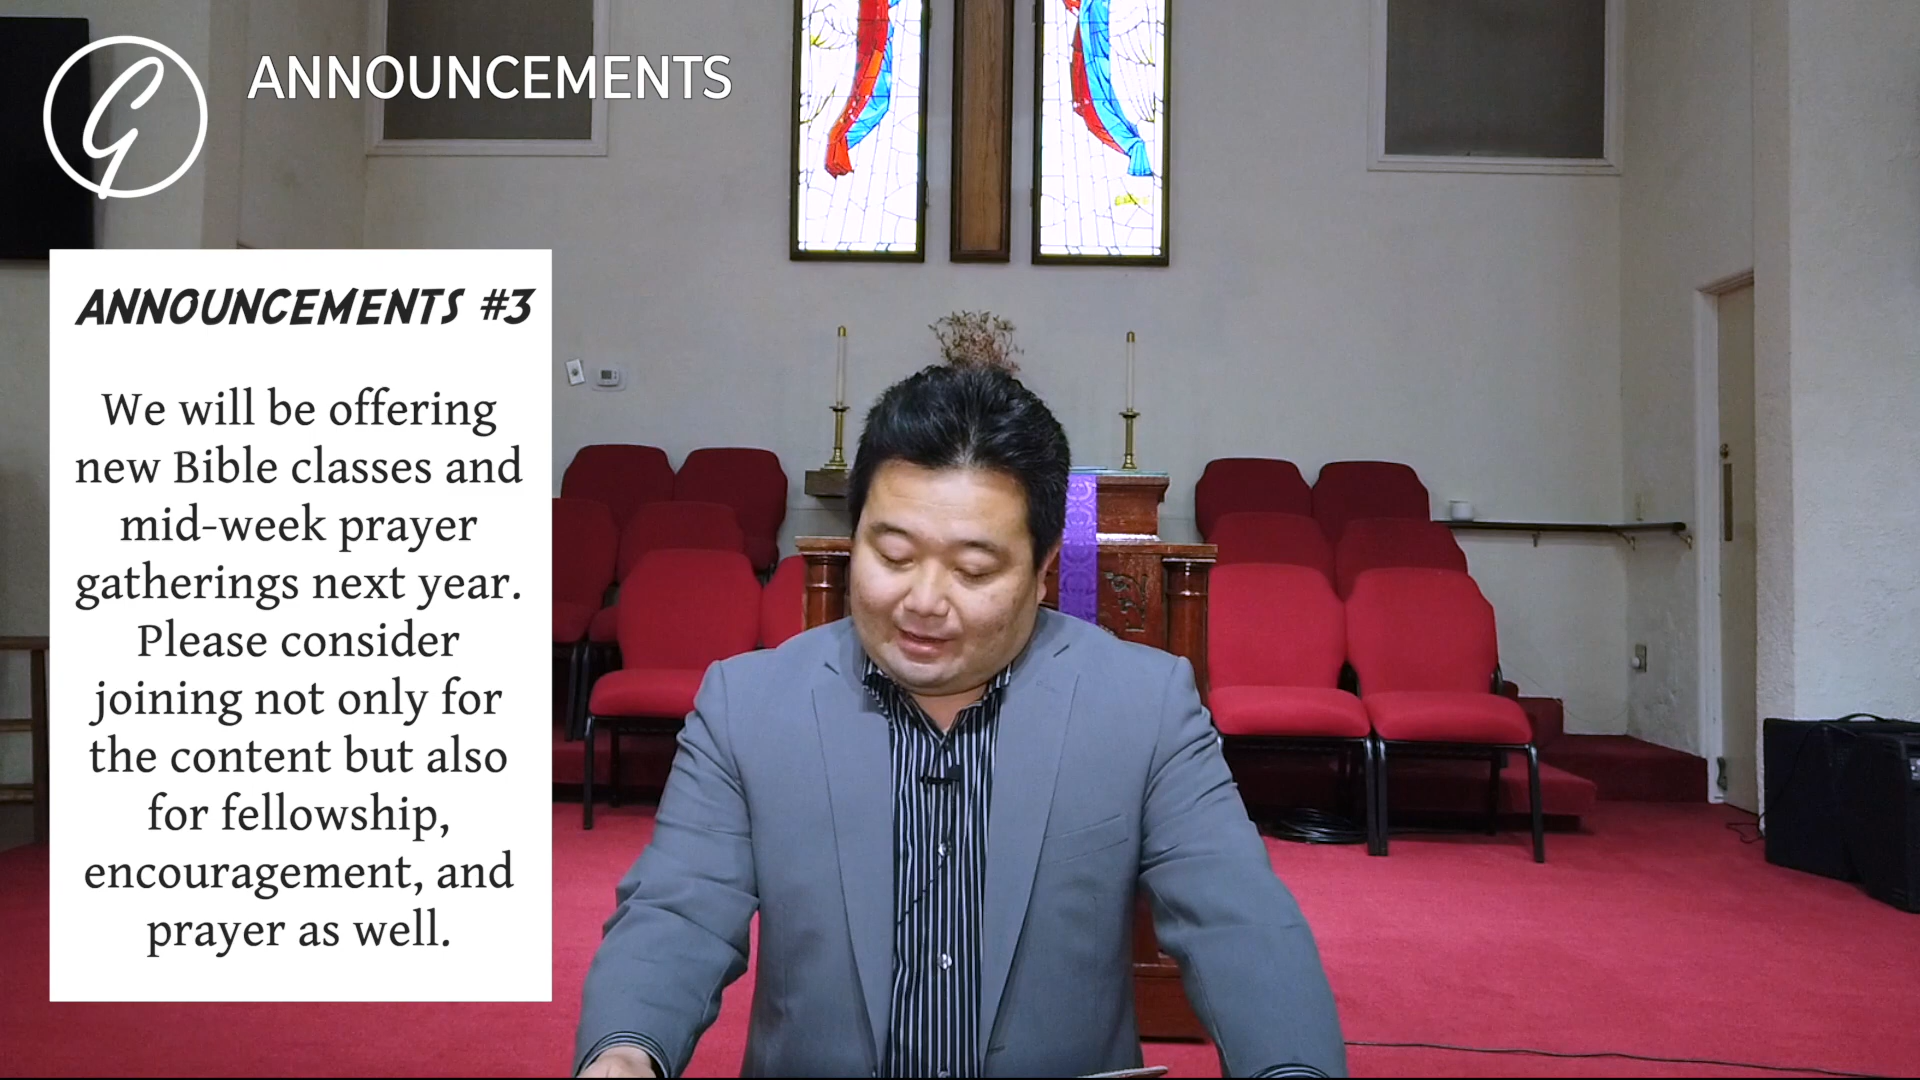 G
ANNOUNCEMENTS
ANNOUNCEMENTS #3
We will be offering
new Bible classes and
mid-week prayer
gatherings next year.
Please consider
joining not only for
the content but also
for fellowship,
encouragement, and
prayer as well.